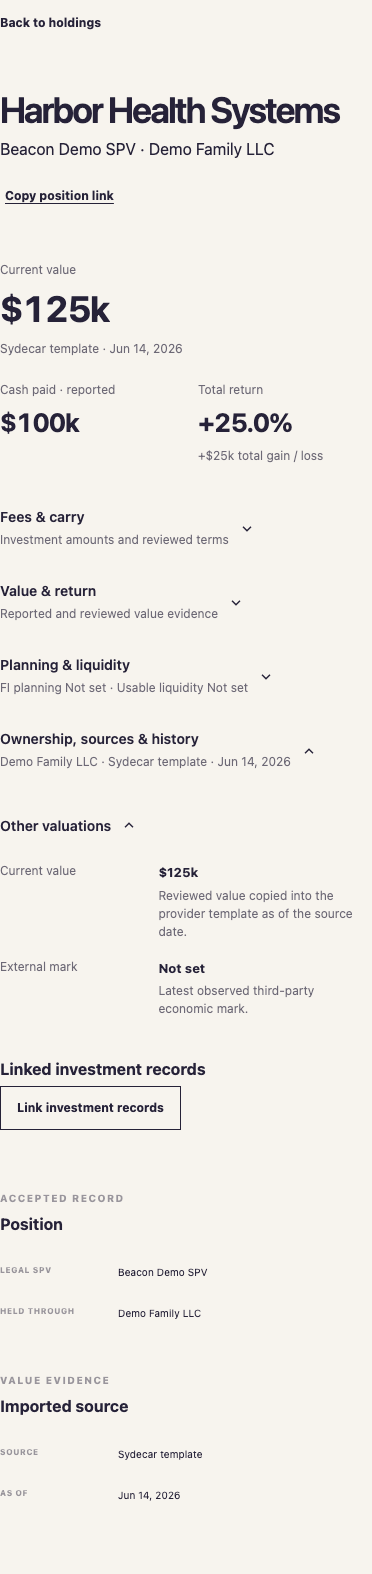 Back to holdings
Harbor Health Systems
Beacon Demo SPV · Demo Family LLC
Copy position link
Current value
$125k
Sydecar template · Jun 14, 2026
Cash paid · reported
$100k
Total return
+25.0%
+$25k total gain / loss
Fees & carry
Investment amounts and reviewed terms
Value & return
Reported and reviewed value evidence
Planning & liquidity
FI planning Not set · Usable liquidity Not set
Ownership, sources & history
Demo Family LLC · Sydecar template · Jun 14, 2026
Other valuations
Current value
$125k
Reviewed value copied into the
provider template as of the source
date.
External mark
Not set
Latest observed third-party
economic mark.
Linked investment records
Link investment records
ACCEPTED RECORD
Position
LEGAL SPV
Beacon Demo SPV
HELD THROUGH
Demo Family LLC
VALUE EVIDENCE
Imported source
SOURCE
Sydecar template
AS OF
Jun 14, 2026